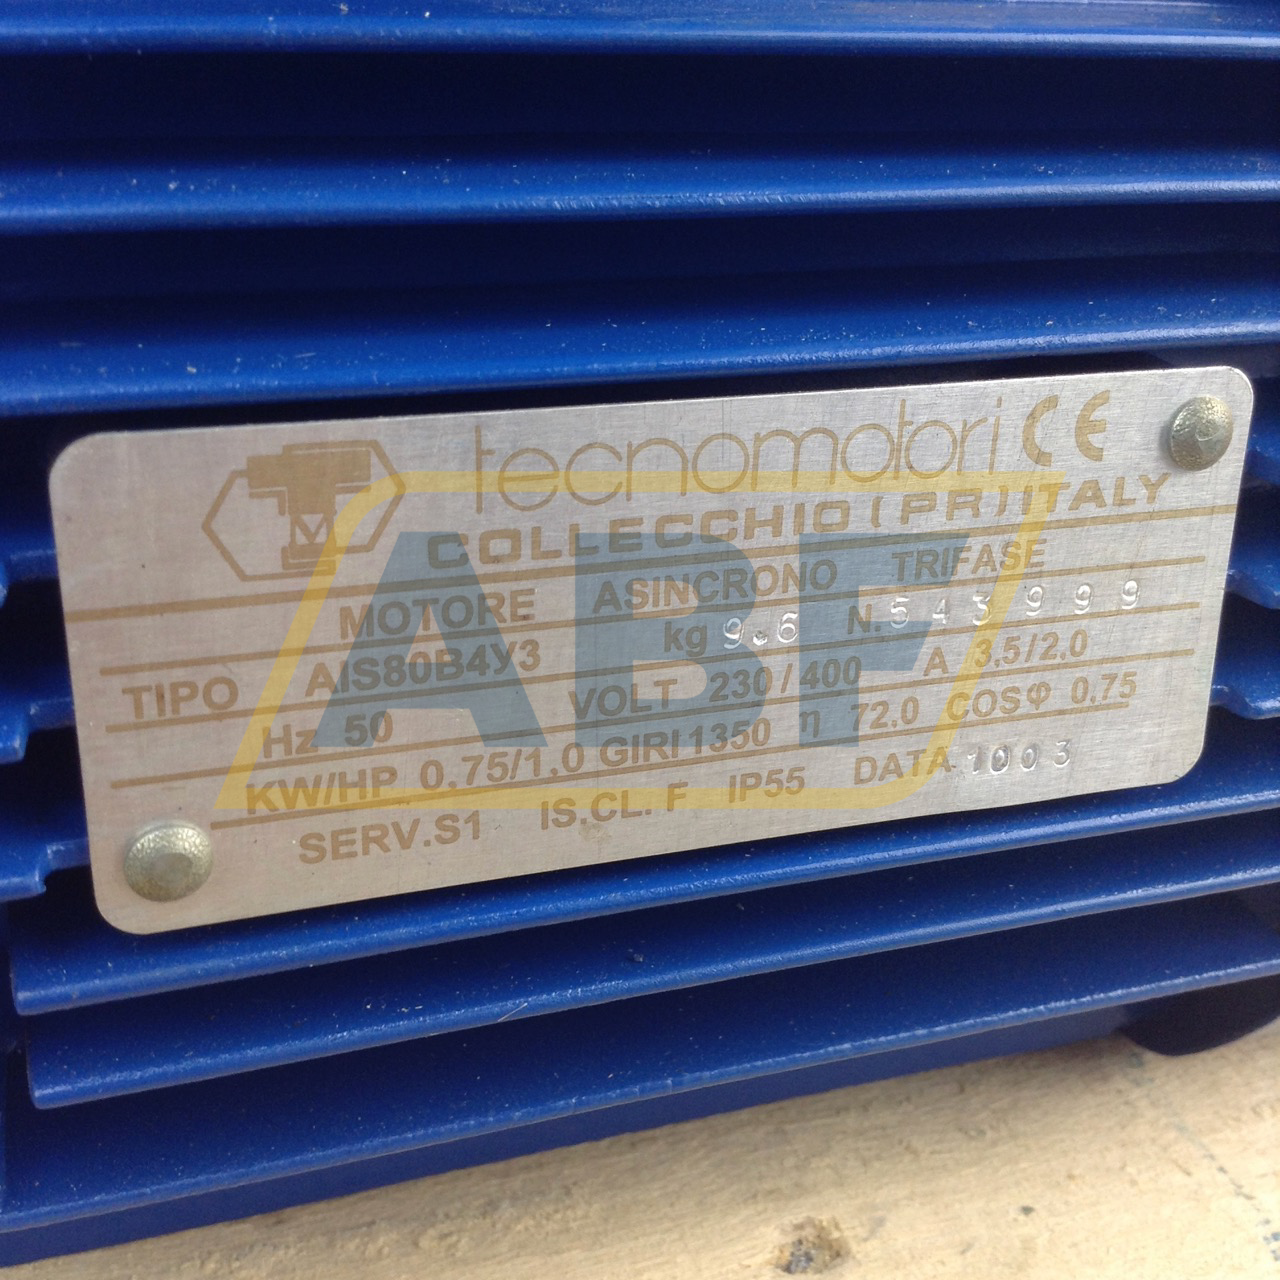 tecnomotori CE
COLLECCHIO (PR) ITALY
MOTORE ASINCRONO TRIFASE
TIPO AIS80B4У3 kg 9.6 N. 543999
Hz 50 VOLT 230/400 A 3,5/2.0
KW/HP 0,75/1,0 GIRI 1350 η 72,0 COSφ 0,75
SERV.S1 IS.CL. F IP55 DATA 1003
ABF